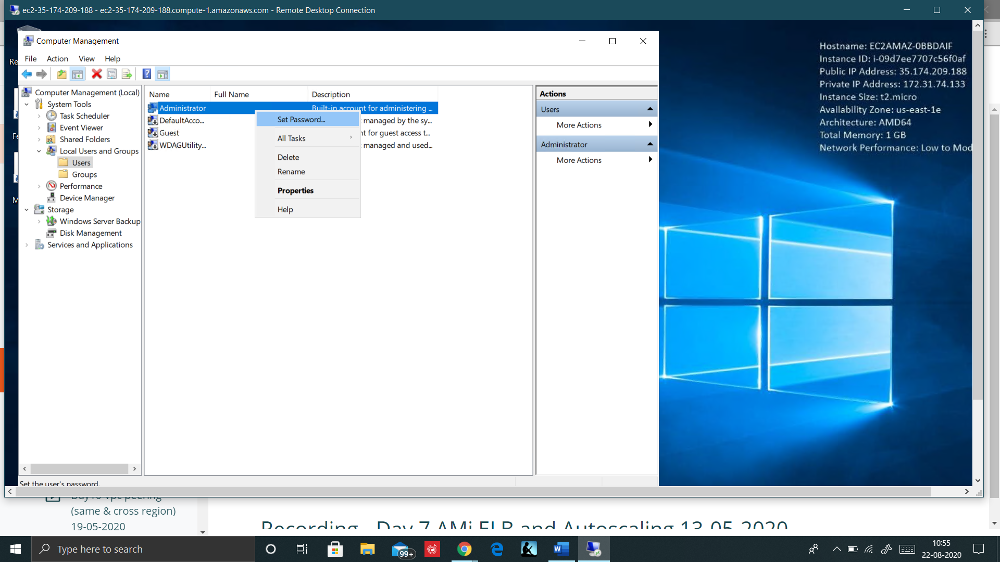 ec2-35-174-209-188 - ec2-35-174-209-188.compute-1.amazonaws.com - Remote Desktop Connection
Computer Management
File Action View Help
Computer Management (Local)
System Tools
Task Scheduler
Event Viewer
Shared Folders
Local Users and Groups
Users
Groups
Performance
Device Manager
Storage
Windows Server Backup
Disk Management
Services and Applications
Name Full Name Description
Administrator Built-in account for administering ...
DefaultAcco... managed by the sy...
Guest nt for guest access t...
WDAGUtility... managed and used...
Set Password...
All Tasks
Delete
Rename
Properties
Help
Actions
Users
More Actions
Administrator
More Actions
Set the user's password.
Hostname: EC2AMAZ-0BBDAIF
Instance ID: i-09d7ee7707c56f0af
Public IP Address: 35.174.209.188
Private IP Address: 172.31.74.133
Instance Size: t2.micro
Availability Zone: us-east-1e
Architecture: AMD64
Total Memory: 1 GB
Network Performance: Low to Mod
Re
Fe
M
vpc peering
(same & cross region)
19-05-2020
Recording - Day 7 AMi ELB and Autoscaling 13-05-2020
Type here to search
99+
10:55
22-08-2020